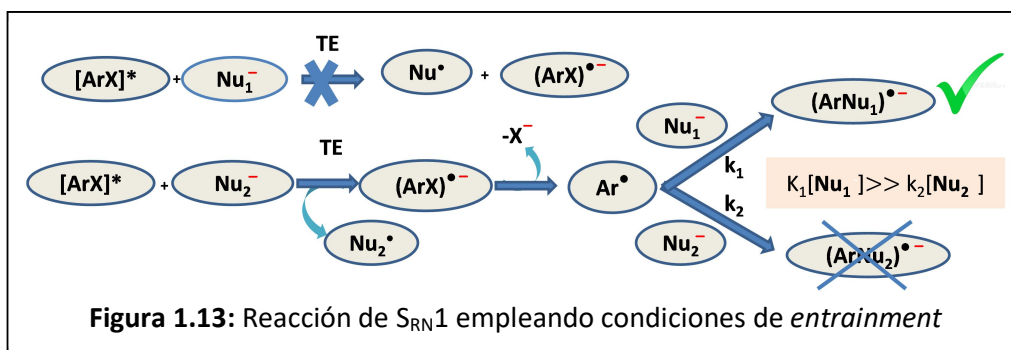 TE
[ArX]* + Nu₁⁻ Nu• + (ArX)•⁻ (ArNu₁)•⁻
Nu₁⁻
-X⁻
TE
k₁
[ArX]* + Nu₂⁻ (ArX)•⁻ Ar• K₁[Nu₁ ]>> k₂[Nu₂ ]
k₂
Nu₂• Nu₂⁻ (ArNu₂)•⁻
Figura 1.13: Reacción de S_RN1 empleando condiciones de entrainment